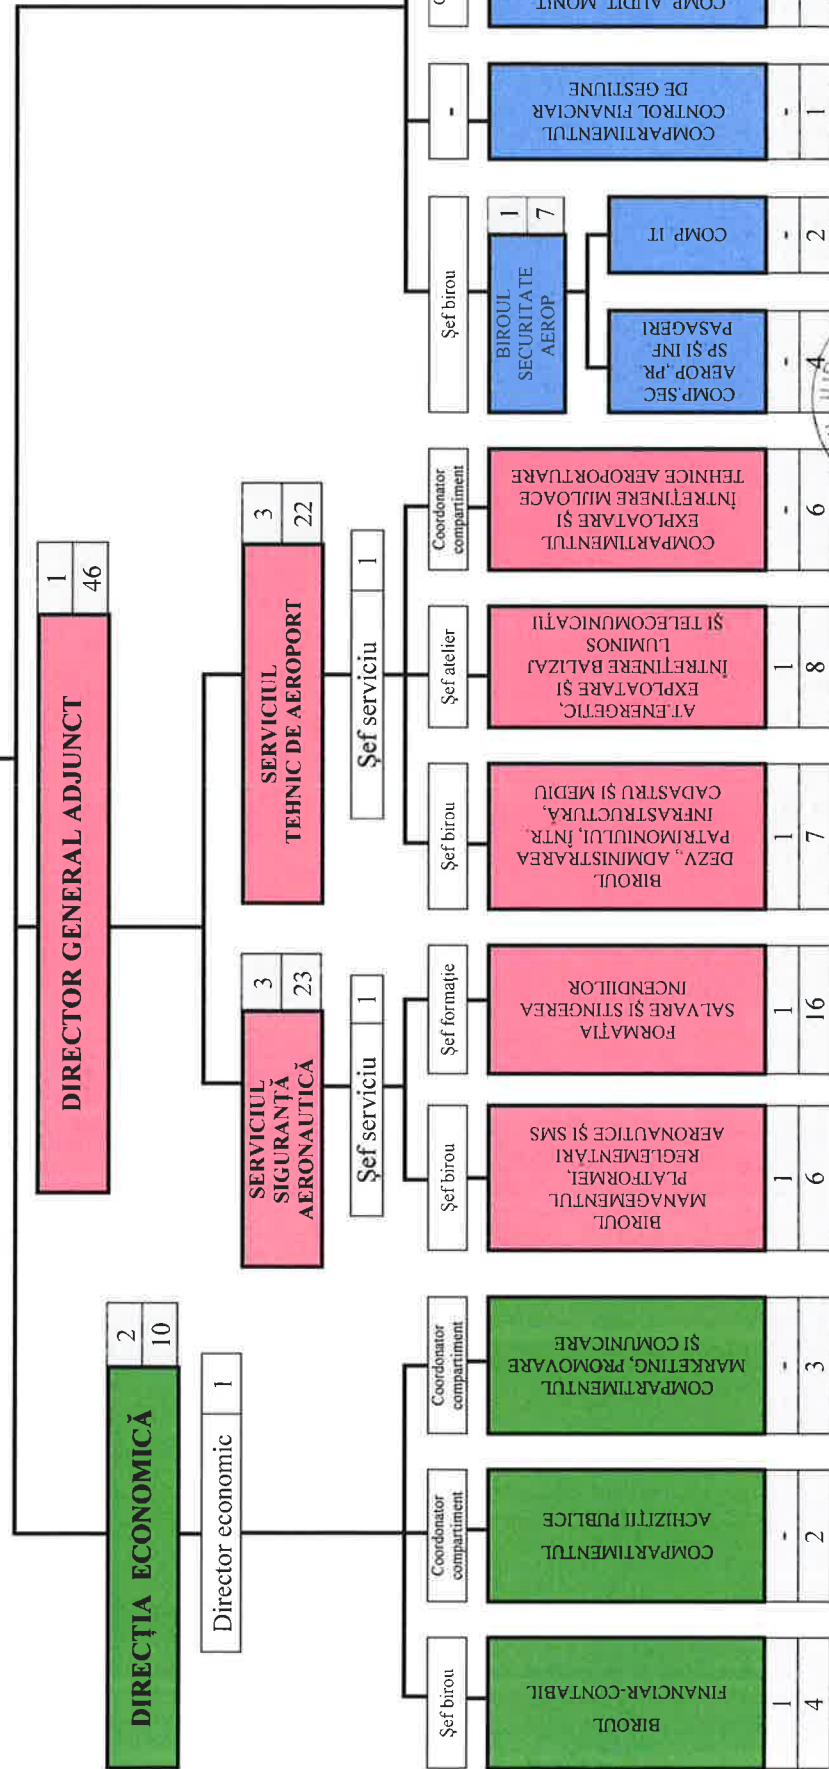 DIRECTOR GENERAL ADJUNCT
1
46
DIRECȚIA ECONOMICĂ
2
10
Director economic
1
SERVICIUL
SIGURANȚĂ
AERONAUTICĂ
3
23
Șef serviciu
1
SERVICIUL
TEHNIC DE AEROPORT
3
22
Șef serviciu
1
Șef birou
BIROUL
FINANCIAR-CONTABIL
1
4
Coordonator
compartiment
COMPARTIMENTUL
ACHIZIȚII PUBLICE
-
2
Coordonator
compartiment
COMPARTIMENTUL
MARKETING, PROMOVARE
ȘI COMUNICARE
-
3
Șef birou
BIROUL
MANAGEMENTUL
PLATFORMEI,
REGLEMENTĂRI
AERONAUTICE ȘI SMS
1
6
Șef formație
FORMAȚIA
SALVARE ȘI STINGEREA
INCENDIILOR
1
16
Șef birou
BIROUL
DEZV., ADMINISTRAREA
PATRIMONIULUI, ÎNTR.
INFRASTRUCTURĂ,
CADASTRU ȘI MEDIU
1
7
Șef atelier
AT.ENERGETIC,
EXPLOATARE ȘI
ÎNTREȚINERE BALIZAJ
LUMINOS
ȘI TELECOMUNICAȚII
1
8
Coordonator
compartiment
COMPARTIMENTUL
EXPLOATARE ȘI
ÎNTREȚINERE MIJLOACE
TEHNICE AEROPORTUARE
-
6
Șef birou
BIROUL
SECURITATE
AEROP.
1
7
COMP.SEC
AEROP.,PR.
SP ȘI INF
PASAGERI
-
4
COMP IT
-
2
-
COMPARTIMENTUL
CONTROL FINANCIAR
DE GESTIUNE
-
1
COMP AUDIT, MONIT